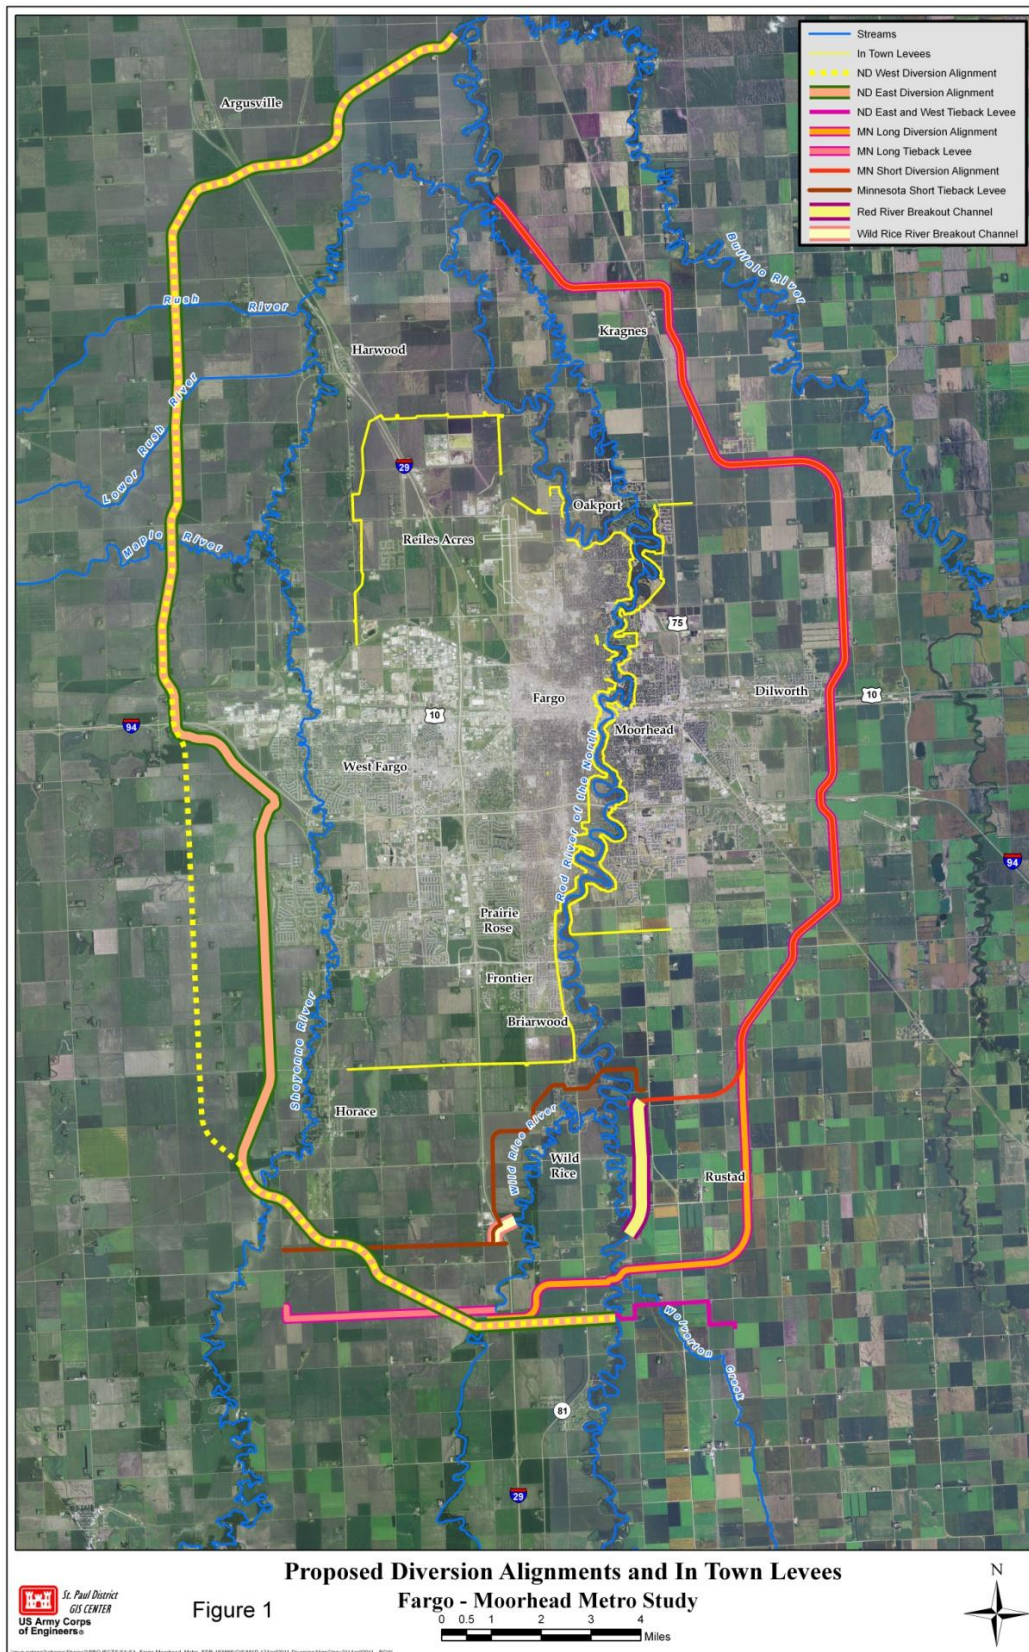 Streams
In Town Levees
ND West Diversion Alignment
ND East Diversion Alignment
ND East and West Tieback Levee
MN Long Diversion Alignment
MN Long Tieback Levee
MN Short Diversion Alignment
Minnesota Short Tieback Levee
Red River Breakout Channel
Wild Rice River Breakout Channel
Argusville
Buffalo River
Rush River
Kragnes
Harwood
Lower Rush River
29
Oakport
Maple River
Reiles Acres
75
Dilworth
Fargo
10
10
94
Moorhead
West Fargo
Red River of the North
94
Prairie
Rose
Frontier
Briarwood
Sheyenne River
Horace
Wild Rice River
Wild
Rice
Rustad
Wolverton Creek
81
29
Proposed Diversion Alignments and In Town Levees
Fargo - Moorhead Metro Study
St. Paul District
GIS CENTER
US Army Corps
of Engineers®
Figure 1
0 0.5 1 2 3 4
Miles
N